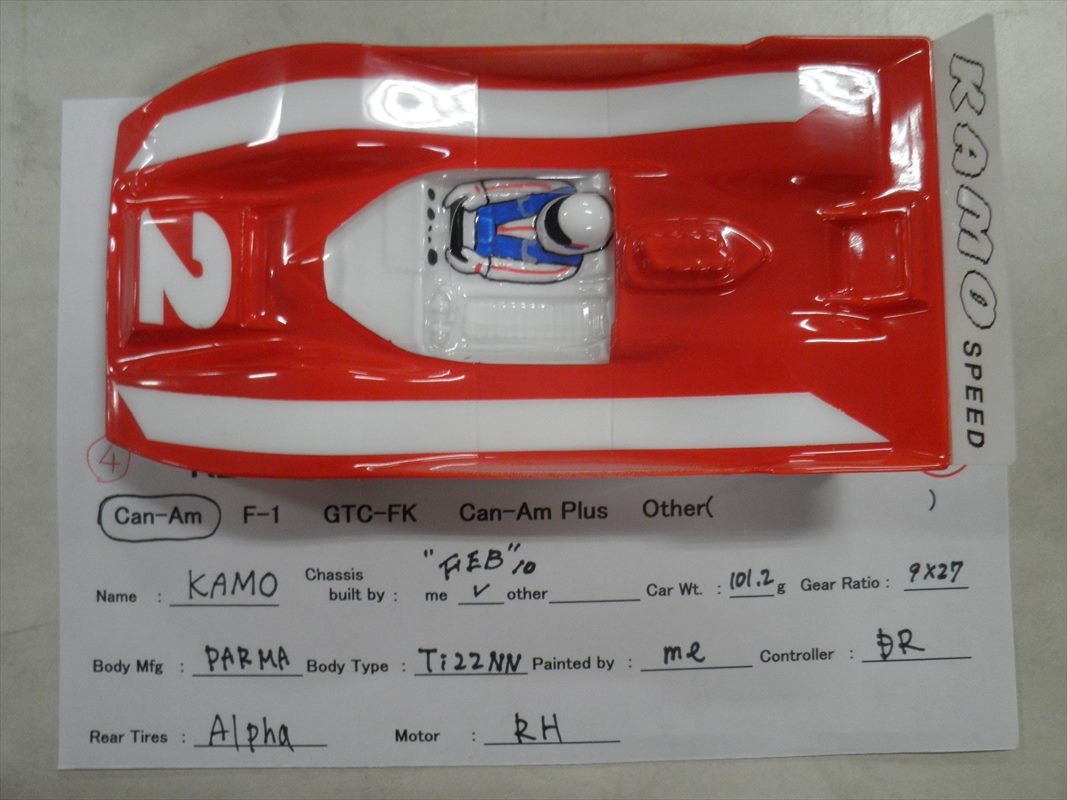 2
KAMO SPEED
4
Can-Am F-1 GTC-FK Can-Am Plus Other( )
Name : KAMO Chassis built by : "FEB"10 me ✓ other Car Wt. : 101.2 g Gear Ratio : 9X27
Body Mfg : PARMA Body Type : Ti22NN Painted by : me Controller : DR
Rear Tires : Alpha Motor : RH